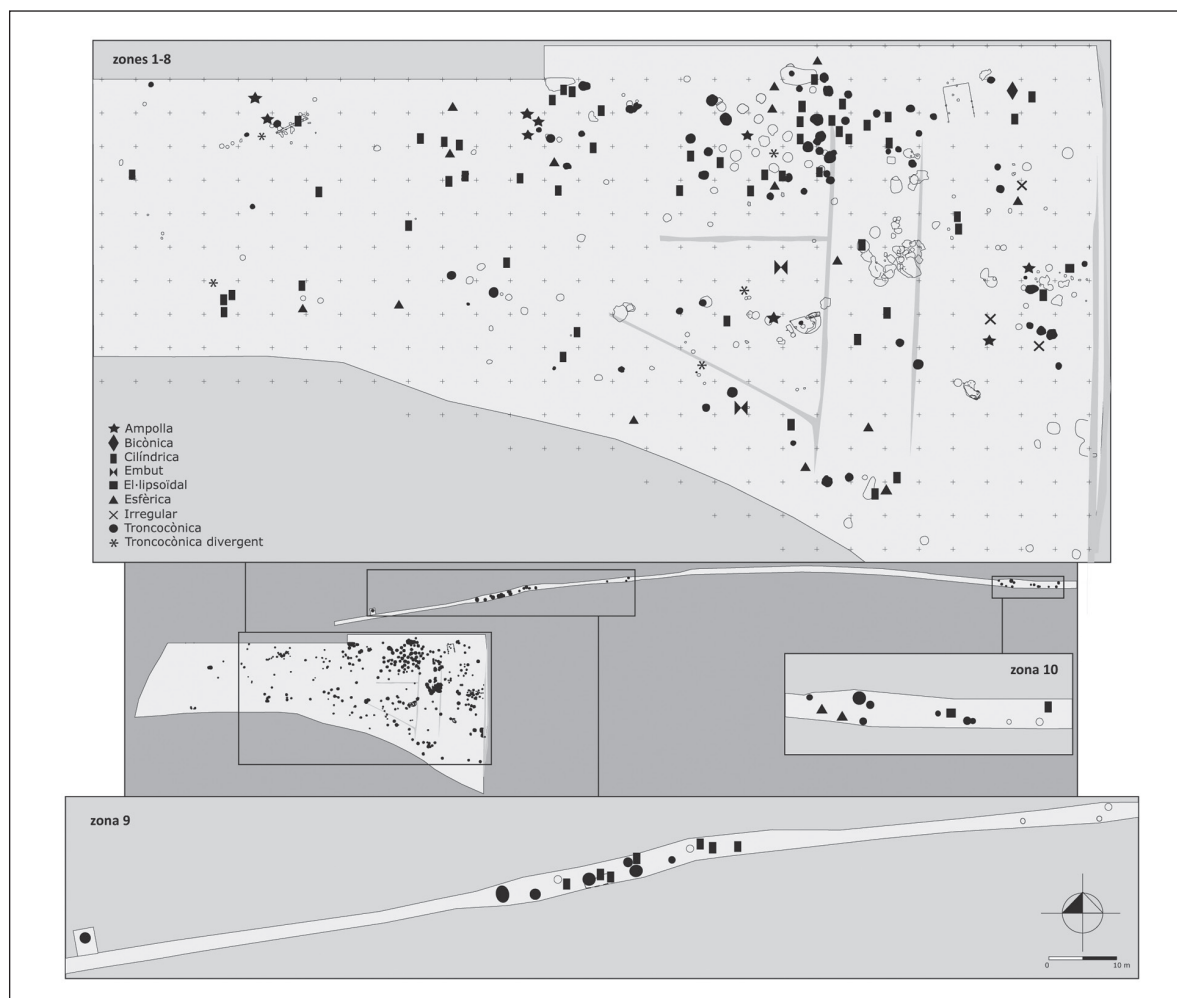 zones 1-8
Ampolla
Bicònica
Cilíndrica
Embut
El·lipsoïdal
Esfèrica
Irregular
Troncocònica
Troncocònica divergent
zona 10
zona 9
0 10 m